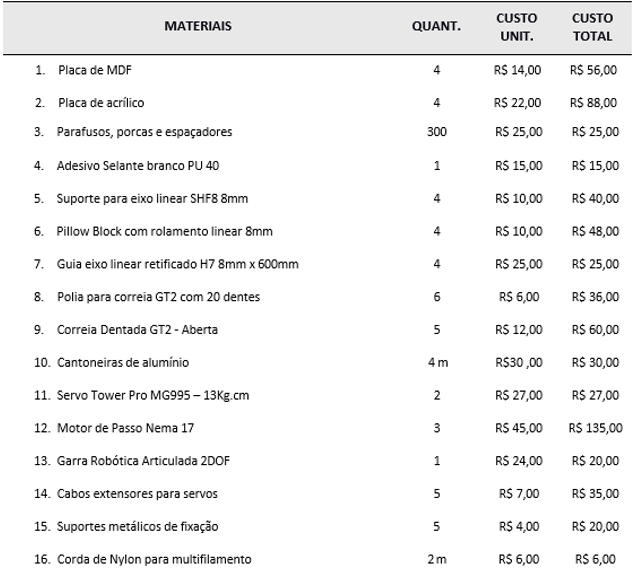 MATERIAIS QUANT. CUSTO UNIT. CUSTO TOTAL
1. Placa de MDF 4 R$ 14,00 R$ 56,00
2. Placa de acrílico 4 R$ 22,00 R$ 88,00
3. Parafusos, porcas e espaçadores 300 R$ 25,00 R$ 25,00
4. Adesivo Selante branco PU 40 1 R$ 15,00 R$ 15,00
5. Suporte para eixo linear SHF8 8mm 4 R$ 10,00 R$ 40,00
6. Pillow Block com rolamento linear 8mm 4 R$ 10,00 R$ 48,00
7. Guia eixo linear retificado H7 8mm x 600mm 4 R$ 25,00 R$ 25,00
8. Polia para correia GT2 com 20 dentes 6 R$ 6,00 R$ 36,00
9. Correia Dentada GT2 - Aberta 5 R$ 12,00 R$ 60,00
10. Cantoneiras de alumínio 4 m R$30 ,00 R$ 30,00
11. Servo Tower Pro MG995 – 13Kg.cm 2 R$ 27,00 R$ 27,00
12. Motor de Passo Nema 17 3 R$ 45,00 R$ 135,00
13. Garra Robótica Articulada 2DOF 1 R$ 24,00 R$ 20,00
14. Cabos extensores para servos 5 R$ 7,00 R$ 35,00
15. Suportes metálicos de fixação 5 R$ 4,00 R$ 20,00
16. Corda de Nylon para multifilamento 2 m R$ 6,00 R$ 6,00